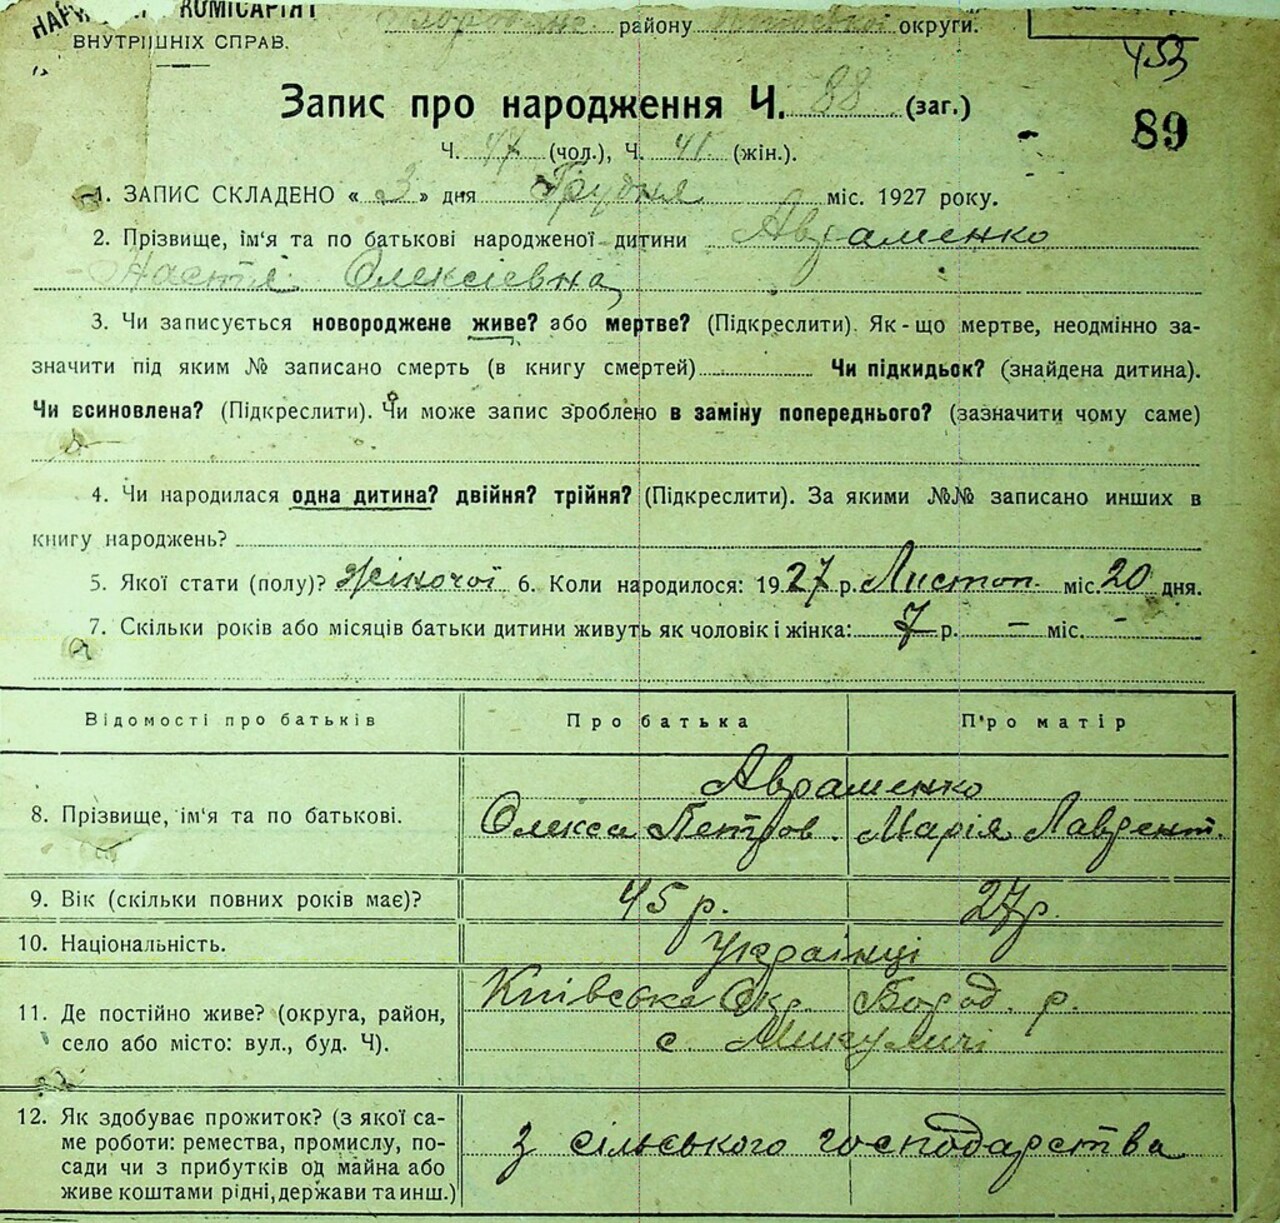 НАР КОМІСАРІЯТ
ВНУТРІШНІХ СПРАВ.
району округи.
453
Запис про народження Ч. 88 (заг.)
89
Ч. 47 (чол.), Ч. 41 (жін.).
1. ЗАПИС СКЛАДЕНО « 3 » дня Грудня міс. 1927 року.
2. Прізвище, ім'я та по батькові народженої дитини Авраменко
Настя Олексієвна
3. Чи записується новороджене живе? або мертве? (Підкреслити). Як-що мертве, неодмінно за-
значити під яким № записано смерть (в книгу смертей) Чи підкидьок? (знайдена дитина).
Чи всиновлена? (Підкреслити). Чи може запис зроблено в заміну попереднього? (зазначити чому саме)
4. Чи народилася одна дитина? двійня? трійня? (Підкреслити). За якими №№ записано инших в
книгу народжень?
5. Якої стати (полу)? жіночої 6. Коли народилося: 1927 р. Листоп. міс. 20 дня.
7. Скільки років або місяців батьки дитини живуть як чоловік і жінка: 7 р. – міс. -
Відомості про батьків Про батька Про матір
Авраменко
8. Прізвище, ім'я та по батькові. Олекса Петров. Марія Лаврент.
9. Вік (скільки повних років має)? 45 р. 27 р.
10. Національність. Українці
11. Де постійно живе? (округа, район, Київська Окр. Бород. р.
село або місто: вул., буд. Ч). с. Микуличі
12. Як здобуває прожиток? (з якої са-
ме роботи: ремества, промислу, по- з сільського господарства
сади чи з прибутків од майна або
живе коштами рідні, держави та инш.)